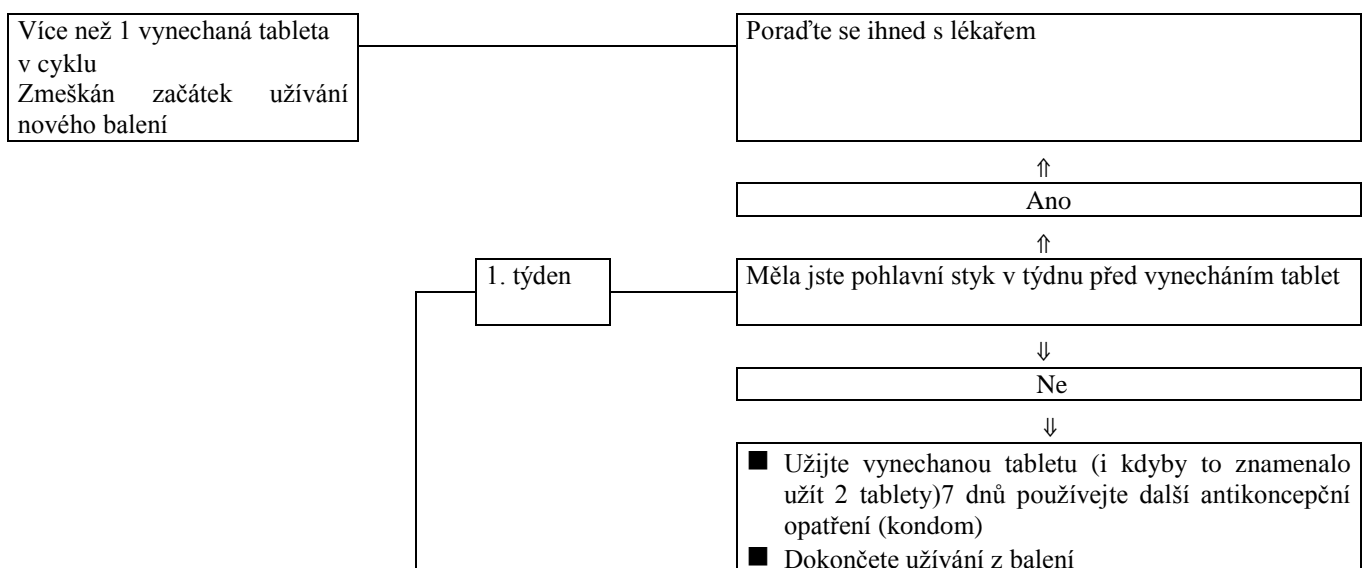 Více než 1 vynechaná tableta
v cyklu
Zmeškán začátek užívání
nového balení
Poraďte se ihned s lékařem
⇑
Ano
⇑
1. týden
Měla jste pohlavní styk v týdnu před vynecháním tablet
⇓
Ne
⇓
■ Užijte vynechanou tabletu (i kdyby to znamenalo
užít 2 tablety)7 dnů používejte další antikoncepční
opatření (kondom)
■ Dokončete užívání z balení